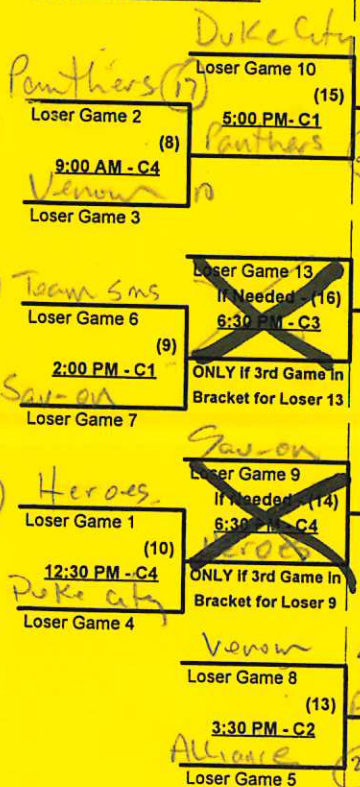 Duke City
Loser Game 10
(15)
5:00 PM - C1
Panthers
Panthers 17
Loser Game 2
(8)
9:00 AM - C4
Venom 10
Loser Game 3
Loser Game 13
If Needed - (16)
6:30 PM - C3
ONLY if 3rd Game in
Bracket for Loser 13
Team Sms
Loser Game 6
(9)
2:00 PM - C1
Sav-on
Loser Game 7
Sav-on
Loser Game 9
If Needed - (14)
6:30 PM - C4
Heroes
ONLY if 3rd Game in
Bracket for Loser 9
Heroes
Loser Game 1
(10)
12:30 PM - C4
Duke City
Loser Game 4
Venom
Loser Game 8
(13)
3:30 PM - C2
Alliance
Loser Game 5